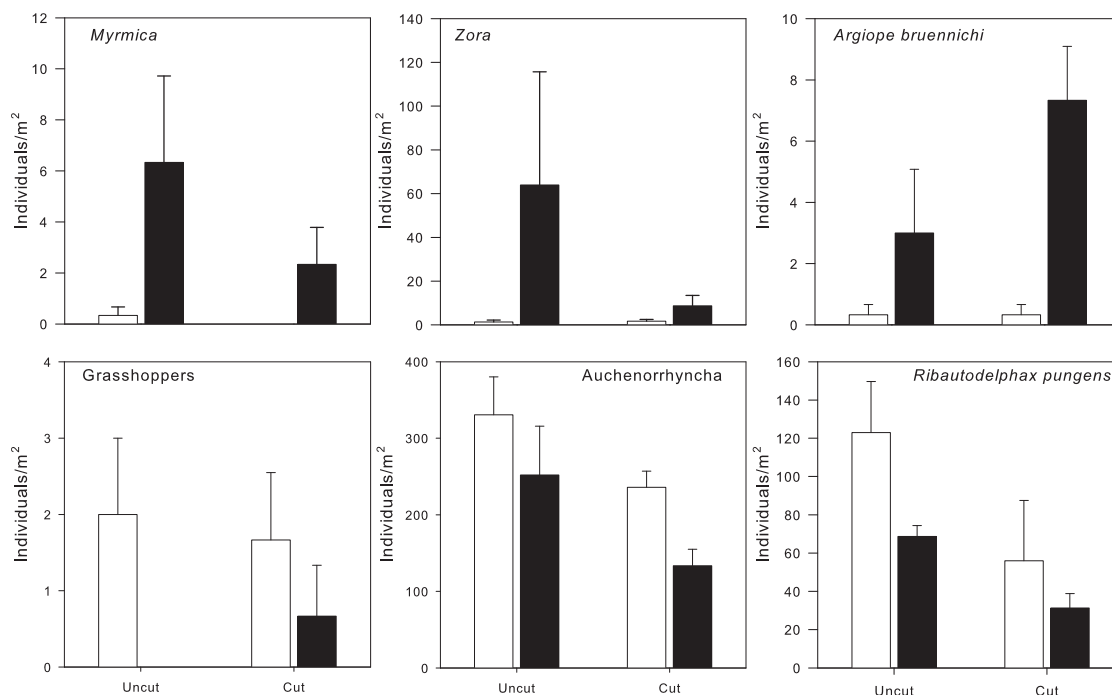 Myrmica
Individuals/m²
12
10
8
6
4
2
0
Zora
Individuals/m²
140
120
100
80
60
40
20
0
Argiope bruennichi
Individuals/m²
10
8
6
4
2
0
Grasshoppers
Individuals/m²
4
3
2
1
0
Uncut Cut
Auchenorrhyncha
Individuals/m²
400
300
200
100
0
Uncut Cut
Ribautodelphax pungens
Individuals/m²
160
140
120
100
80
60
40
20
0
Uncut Cut